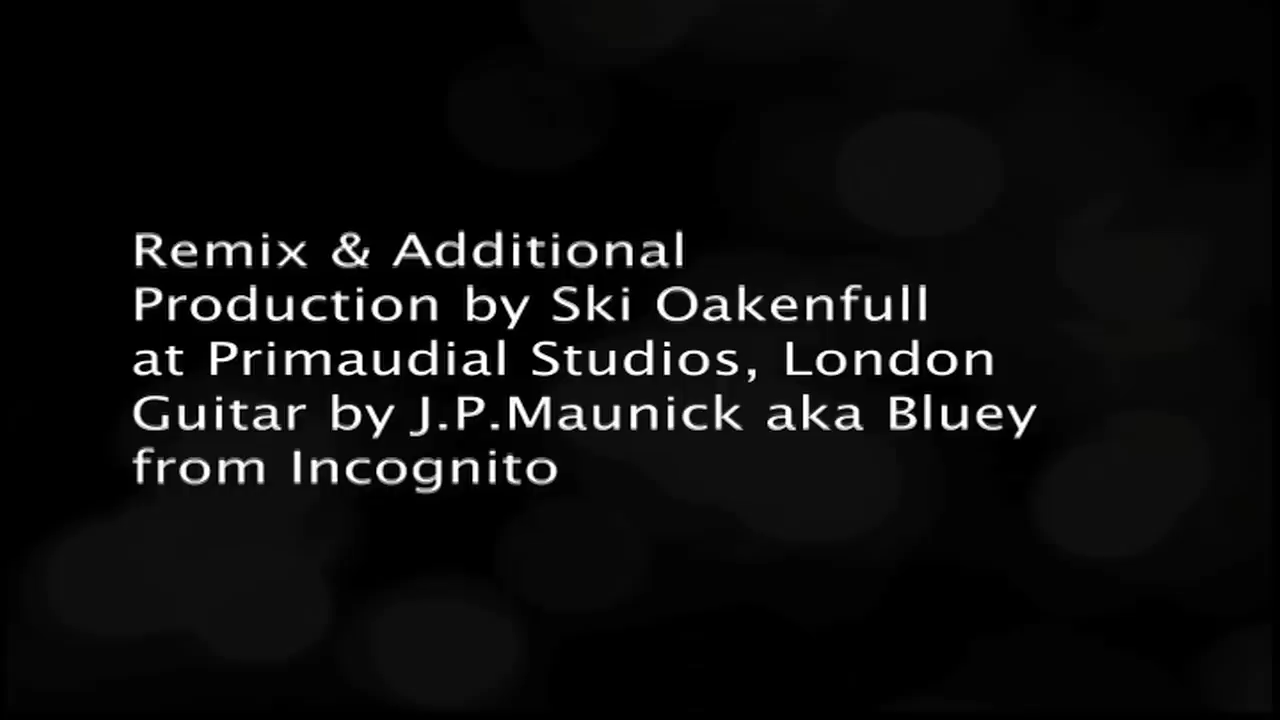 Remix & Additional
Production by Ski Oakenfull
at Primaudial Studios, London
Guitar by J.P.Maunick aka Bluey
from Incognito